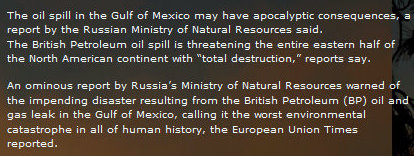 The oil spill in the Gulf of Mexico may have apocalyptic consequences, a
report by the Russian Ministry of Natural Resources said.
The British Petroleum oil spill is threatening the entire eastern half of
the North American continent with “total destruction,” reports say.
An ominous report by Russia’s Ministry of Natural Resources warned of
the impending disaster resulting from the British Petroleum (BP) oil and
gas leak in the Gulf of Mexico, calling it the worst environmental
catastrophe in all of human history, the European Union Times
reported.